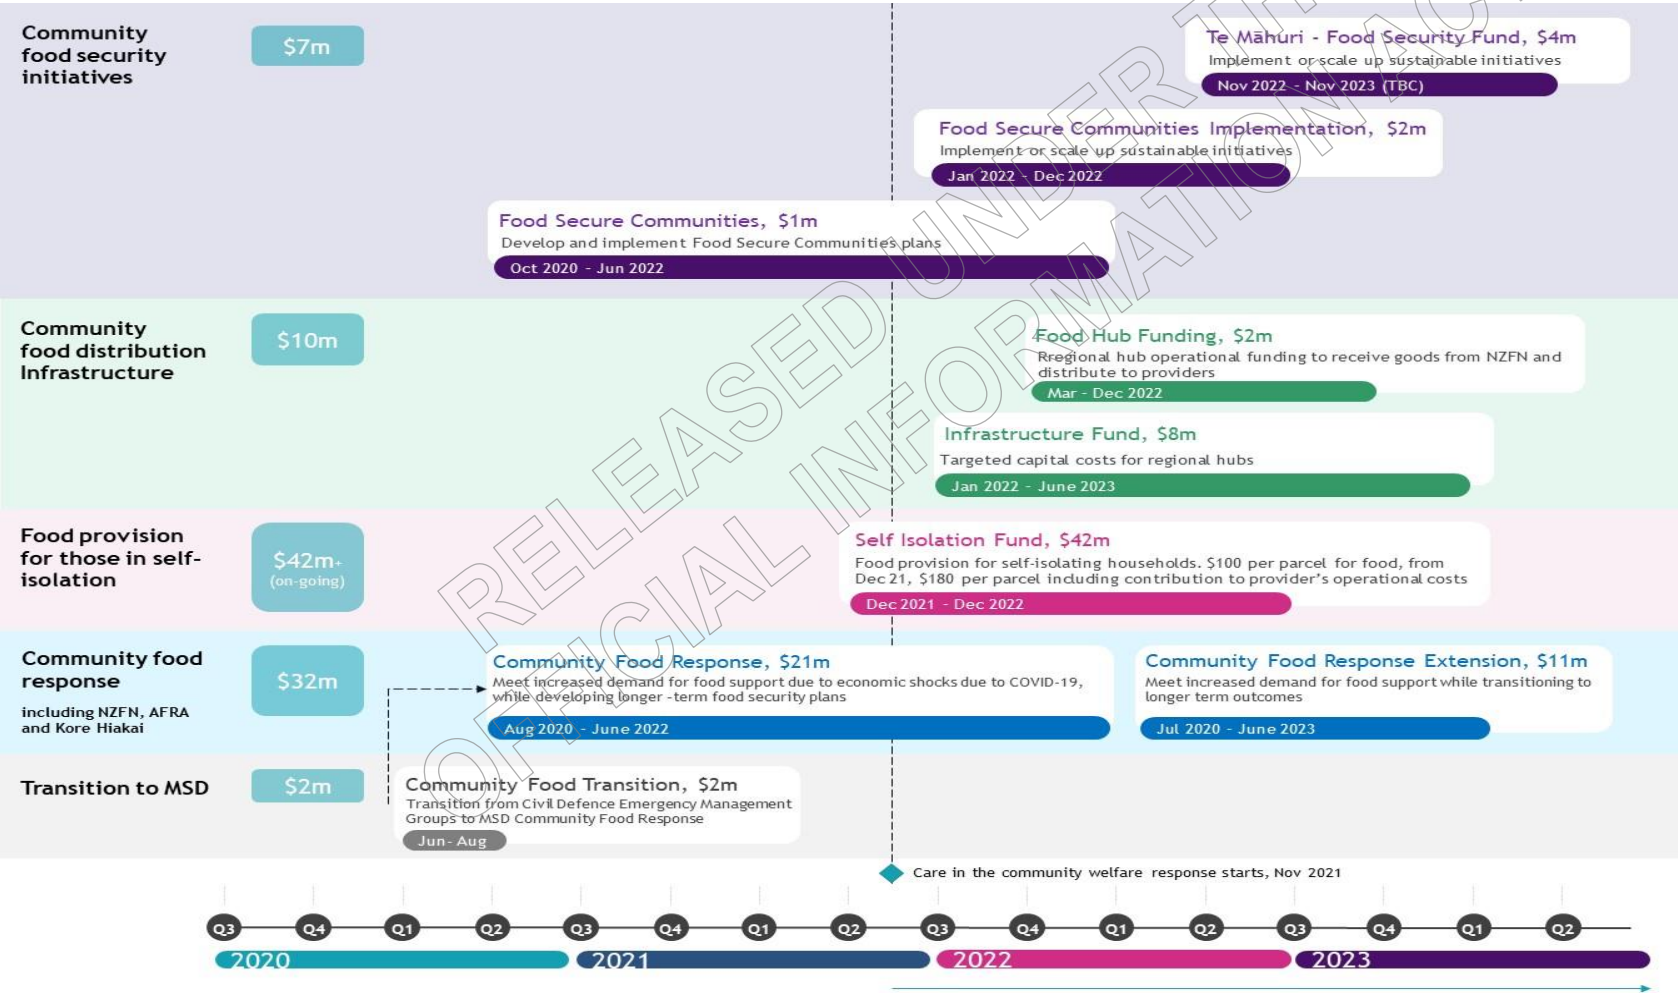 Community
food security
initiatives
$7m
Te Māhuri - Food Security Fund, $4m
Implement or scale up sustainable initiatives
Nov 2022 - Nov 2023 (TBC)
Food Secure Communities Implementation, $2m
Implement or scale up sustainable initiatives
Jan 2022 - Dec 2022
Food Secure Communities, $1m
Develop and implement Food Secure Communities plans
Oct 2020 - Jun 2022
Community
food distribution
Infrastructure
$10m
Food Hub Funding, $2m
Rregional hub operational funding to receive goods from NZFN and
distribute to providers
Mar - Dec 2022
Infrastructure Fund, $8m
Targeted capital costs for regional hubs
Jan 2022 - June 2023
Food provision
for those in self-
isolation
$42m+
(on-going)
Self Isolation Fund, $42m
Food provision for self-isolating households. $100 per parcel for food, from
Dec 21, $180 per parcel including contribution to provider's operational costs
Dec 2021 - Dec 2022
Community food
response
including NZFN, AFRA
and Kore Hiakai
$32m
Community Food Response, $21m
Meet increased demand for food support due to economic shocks due to COVID-19,
while developing longer -term food security plans
Aug 2020 - June 2022
Community Food Response Extension, $11m
Meet increased demand for food support while transitioning to
longer term outcomes
Jul 2020 - June 2023
Transition to MSD
$2m
Community Food Transition, $2m
Transition from Civil Defence Emergency Management
Groups to MSD Community Food Response
Jun- Aug
Care in the community welfare response starts, Nov 2021
Q3 Q4 Q1 Q2 Q3 Q4 Q1 Q2 Q3 Q4 Q1 Q2 Q3 Q4 Q1 Q2
2020 2021 2022 2023
RELEASED UNDER
OFFICIAL INFORMATION AC